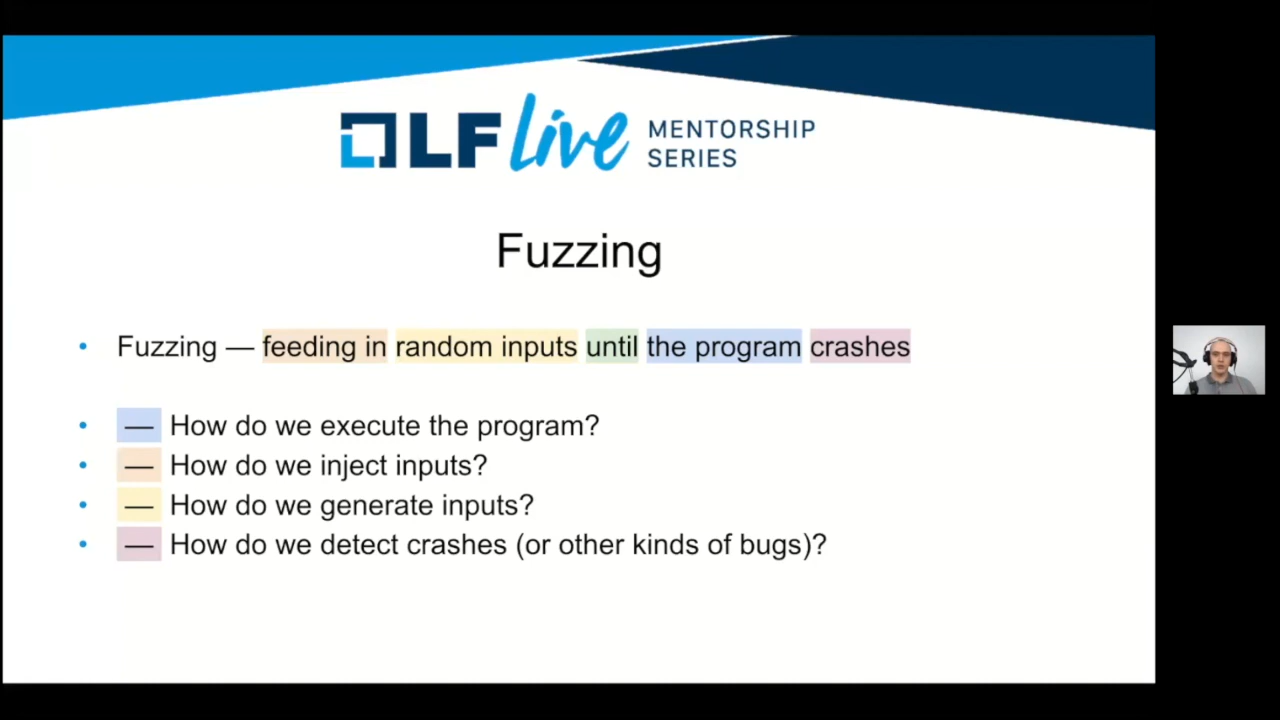 LF Live MENTORSHIP
SERIES
Fuzzing
• Fuzzing — feeding in random inputs until the program crashes
• — How do we execute the program?
• — How do we inject inputs?
• — How do we generate inputs?
• — How do we detect crashes (or other kinds of bugs)?